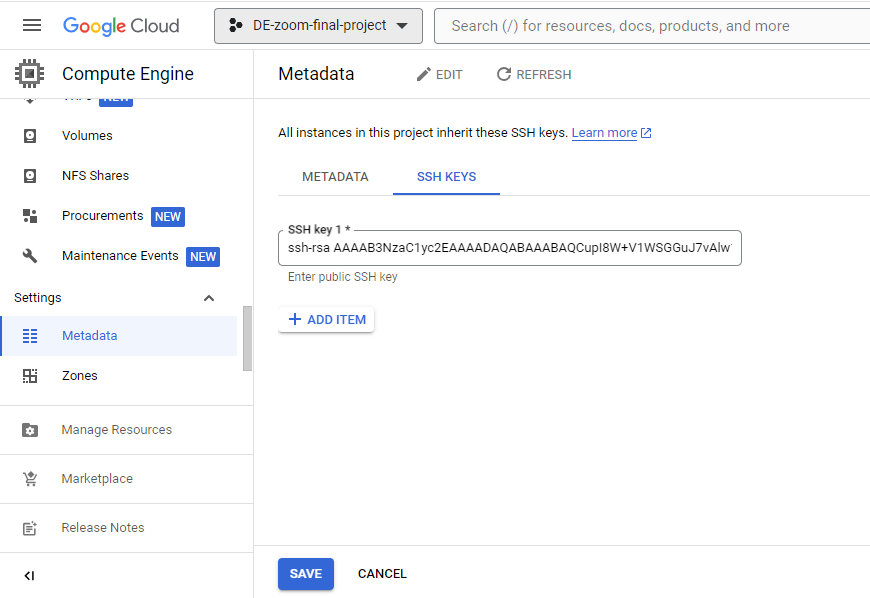 Google Cloud
DE-zoom-final-project
Search (/) for resources, docs, products, and more
Compute Engine
Metadata
EDIT
REFRESH
NEW
Volumes
NFS Shares
Procurements NEW
Maintenance Events NEW
Settings
Metadata
Zones
Manage Resources
Marketplace
Release Notes
All instances in this project inherit these SSH keys. Learn more
METADATA
SSH KEYS
SSH key 1 *
ssh-rsa AAAAB3NzaC1yc2EAAAADAQABAAABAQCupI8W+V1WSGGuJ7vAlw
Enter public SSH key
ADD ITEM
SAVE
CANCEL